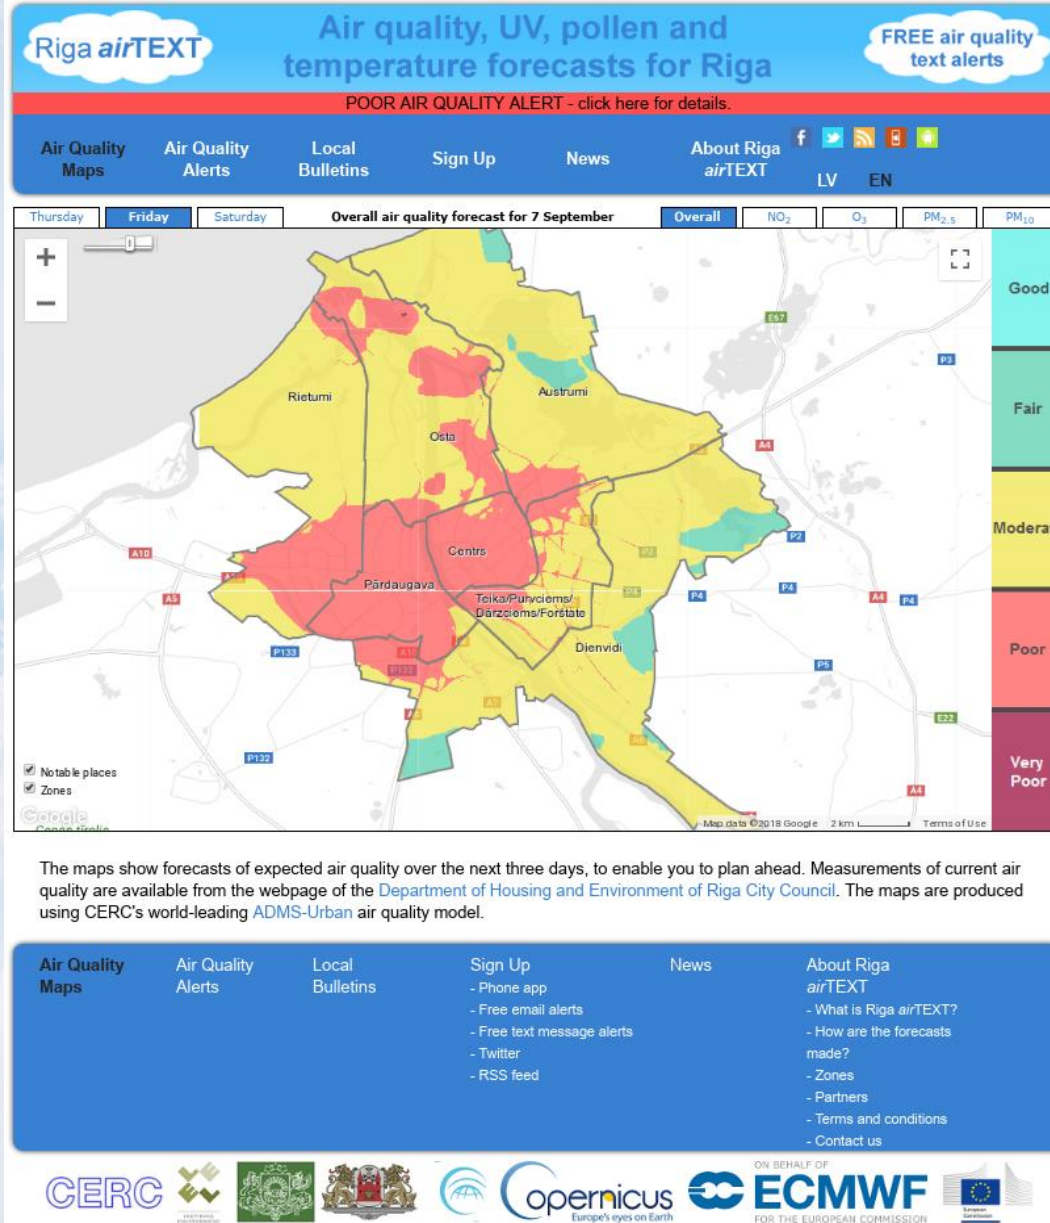 Riga airTEXT
Air quality, UV, pollen and
temperature forecasts for Riga
FREE air quality
text alerts
POOR AIR QUALITY ALERT - click here for details.
Air Quality
Maps
Air Quality
Alerts
Local
Bulletins
Sign Up
News
About Riga
airTEXT
LV EN
Thursday Friday Saturday Overall air quality forecast for 7 September Overall NO2 O3 PM2.5 PM10
Good
Fair
Modera
Poor
Very
Poor
E67
P3
Austrumi
Rietumi
Osta
A4
P2
A10
Centrs
P2
Pārdaugava
P4
P4
A5
Teika/Purvciems/
Dārzciems/Forštate
P4
A4
P4
Dienvidi
P133
A10
P132
P5
A7
A8
E22
P132
A6
A4
Notable places
Zones
Google
Map data ©2018 Google 2 km Terms of Use
The maps show forecasts of expected air quality over the next three days, to enable you to plan ahead. Measurements of current air
quality are available from the webpage of the Department of Housing and Environment of Riga City Council. The maps are produced
using CERC's world-leading ADMS-Urban air quality model.
Air Quality
Maps
Air Quality
Alerts
Local
Bulletins
Sign Up
- Phone app
- Free email alerts
- Free text message alerts
- Twitter
- RSS feed
News
About Riga
airTEXT
- What is Riga airTEXT?
- How are the forecasts
made?
- Zones
- Partners
- Terms and conditions
- Contact us
CERC
opernicus
Europe's eyes on Earth
ON BEHALF OF
ECMWF
FOR THE EUROPEAN COMMISSION
European
Commission